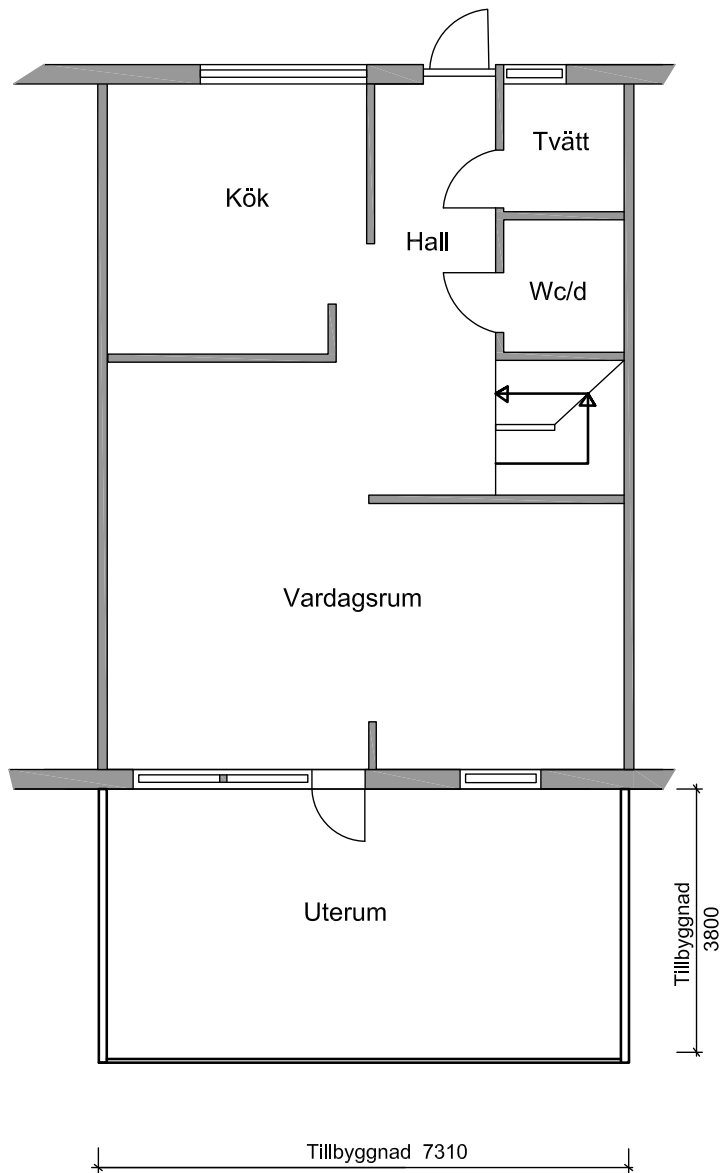 Tvätt
Kök
Hall
Wc/d
Vardagsrum
Uterum
Tillbyggnad
3800
Tillbyggnad 7310